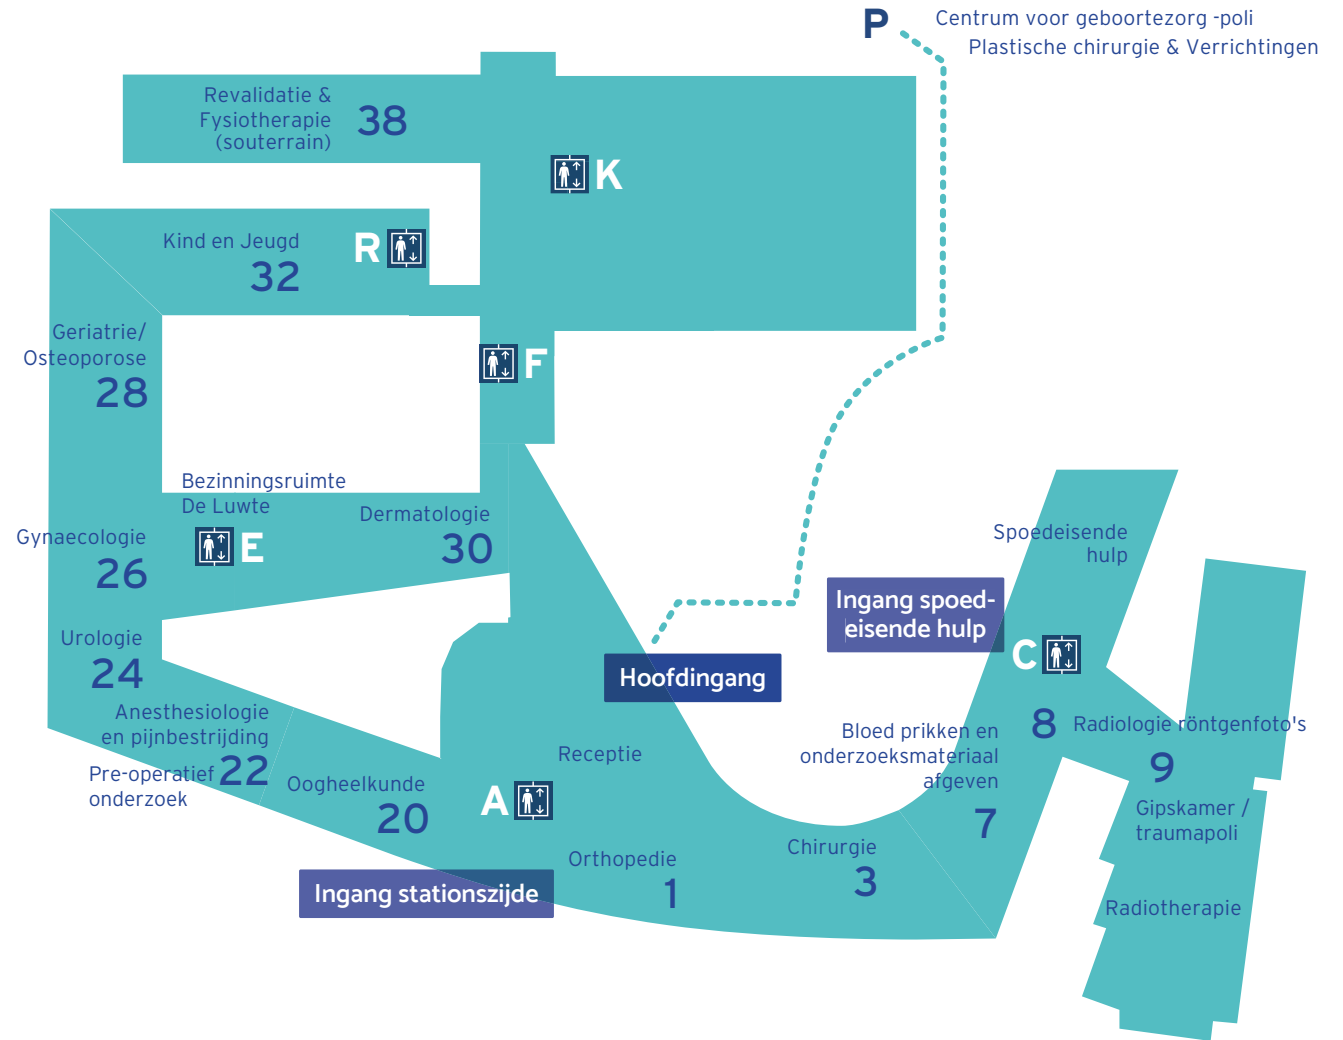 P
Centrum voor geboortezorg -poli
Plastische chirurgie & Verrichtingen
Revalidatie &
Fysiotherapie
(souterrain)
38
K
Kind en Jeugd
32
R
Geriatrie/
Osteoporose
28
F
Bezinningsruimte
De Luwte
E
Dermatologie
30
Gynaecologie
26
Spoedeisende
hulp
Ingang spoed-
eisende hulp
C
Urologie
24
Hoofdingang
Anesthesiologie
en pijnbestrijding
22
Pre-operatief
onderzoek
Oogheelkunde
20
Receptie
A
Bloed prikken en
onderzoeksmateriaal
afgeven
7
8
Radiologie röntgenfoto's
9
Gipskamer /
traumapoli
Radiotherapie
Orthopedie
1
Chirurgie
3
Ingang stationszijde